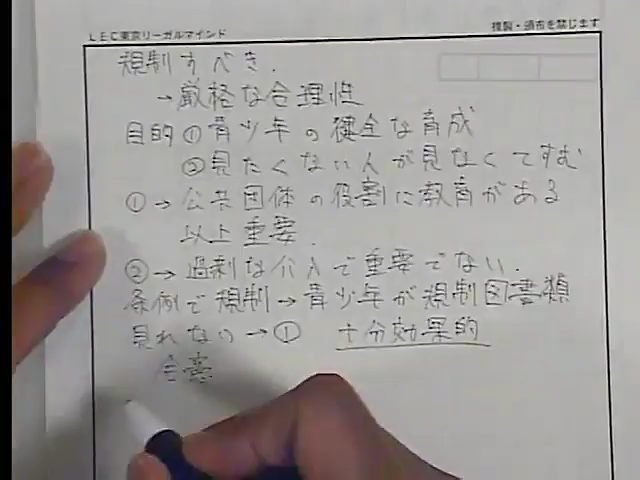 LEC東京リーガルマインド
複製・頒布を禁じます
規制すべき.
→厳格な合理性
目的①青少年の健全な育成
②見たくない人が見なくてすむ
①→公共団体の役割に教育がある
以上重要.
②→過剰な介入で重要でない.
条例で規制→青少年が規制図書類
見れない→① 十分効果的
合憲